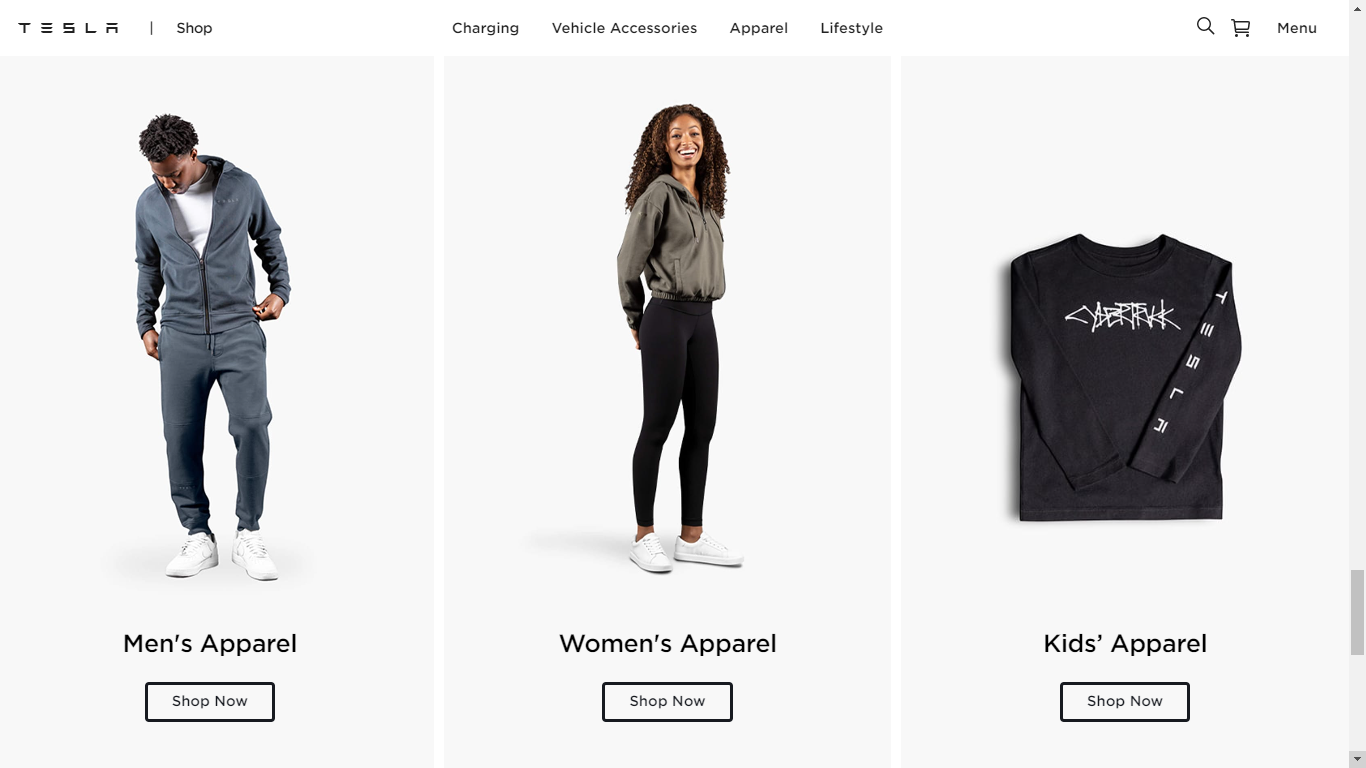 TESLA | Shop Charging Vehicle Accessories Apparel Lifestyle Menu
CYBERTRUCK
TESLA
Men's Apparel
Women's Apparel
Kids’ Apparel
Shop Now
Shop Now
Shop Now